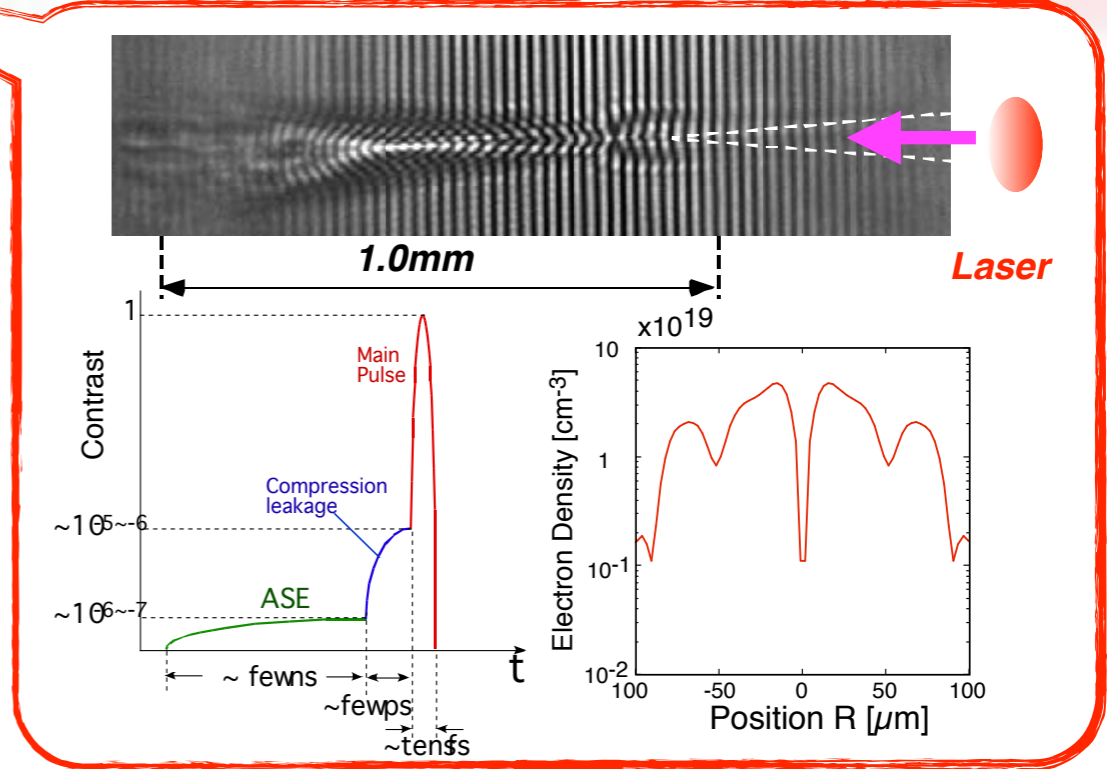 1.0mm
Laser
1
Contrast
Main
Pulse
Compression
leakage
~10^5~-6
ASE
~10^6~-7
t
~ fewns
~fewps
~tensfs
x10^19
10
1
10^-1
10^-2
Electron Density [cm^-3]
100
-50
0
50
100
Position R [µm]